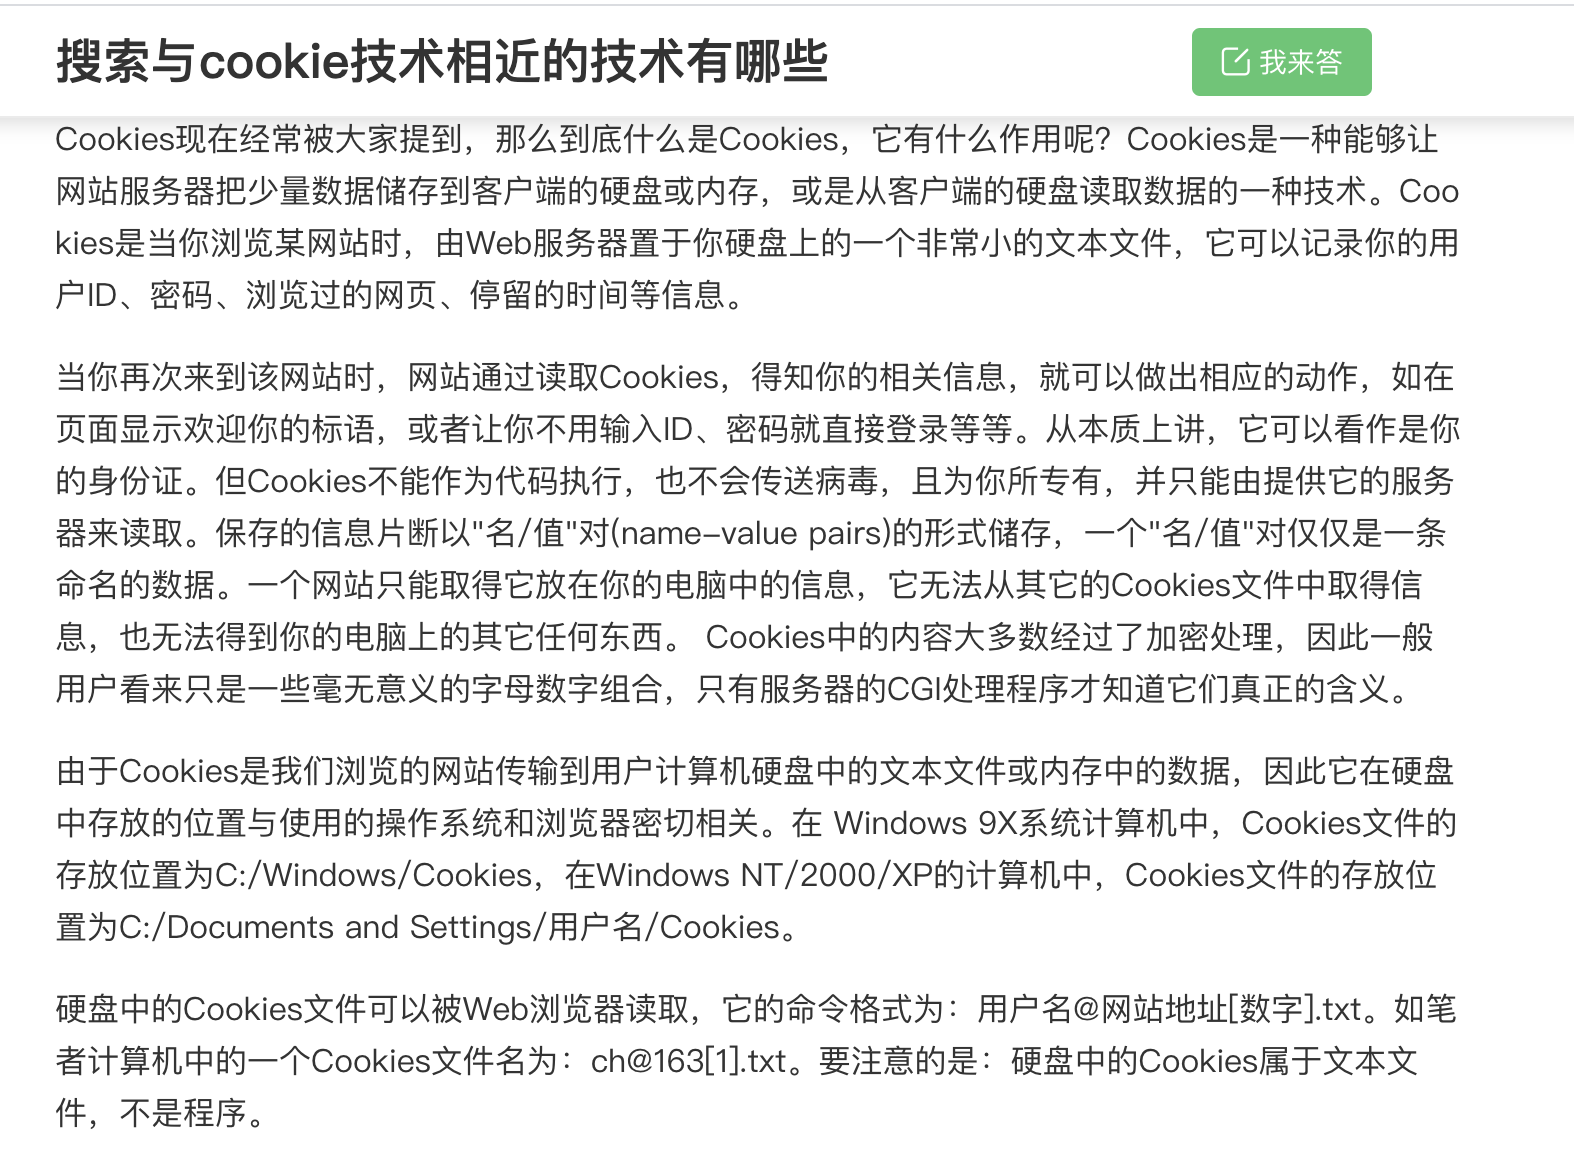 搜索与cookie技术相近的技术有哪些
我来答
Cookies现在经常被大家提到，那么到底什么是Cookies，它有什么作用呢？Cookies是一种能够让
网站服务器把少量数据储存到客户端的硬盘或内存，或是从客户端的硬盘读取数据的一种技术。Coo
kies是当你浏览某网站时，由Web服务器置于你硬盘上的一个非常小的文本文件，它可以记录你的用
户ID、密码、浏览过的网页、停留的时间等信息。
当你再次来到该网站时，网站通过读取Cookies，得知你的相关信息，就可以做出相应的动作，如在
页面显示欢迎你的标语，或者让你不用输入ID、密码就直接登录等等。从本质上讲，它可以看作是你
的身份证。但Cookies不能作为代码执行，也不会传送病毒，且为你所专有，并只能由提供它的服务
器来读取。保存的信息片断以"名/值"对(name-value pairs)的形式储存，一个"名/值"对仅仅是一条
命名的数据。一个网站只能取得它放在你的电脑中的信息，它无法从其它的Cookies文件中取得信
息，也无法得到你的电脑上的其它任何东西。 Cookies中的内容大多数经过了加密处理，因此一般
用户看来只是一些毫无意义的字母数字组合，只有服务器的CGI处理程序才知道它们真正的含义。
由于Cookies是我们浏览的网站传输到用户计算机硬盘中的文本文件或内存中的数据，因此它在硬盘
中存放的位置与使用的操作系统和浏览器密切相关。在 Windows 9X系统计算机中，Cookies文件的
存放位置为C:/Windows/Cookies，在Windows NT/2000/XP的计算机中，Cookies文件的存放位
置为C:/Documents and Settings/用户名/Cookies。
硬盘中的Cookies文件可以被Web浏览器读取，它的命令格式为：用户名@网站地址[数字].txt。如笔
者计算机中的一个Cookies文件名为：ch@163[1].txt。要注意的是：硬盘中的Cookies属于文本文
件，不是程序。